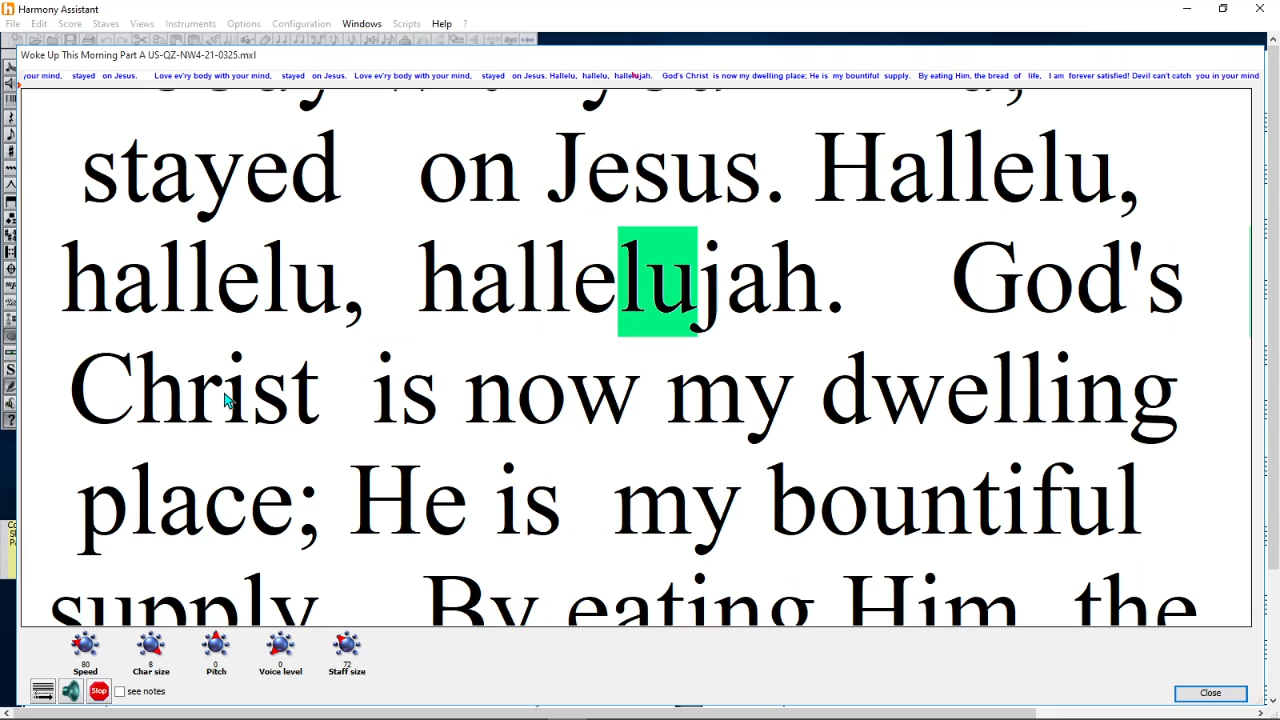 Harmony Assistant
File Edit Score Staves Views Instruments Options Configuration Windows Scripts Help ?
Woke Up This Morning Part A US-QZ-NW4-21-0325.mxl
your mind, stayed on Jesus. Love ev'ry body with your mind, stayed on Jesus. Love ev'ry body with your mind, stayed on Jesus. Hallelu, hallelu, hallelujah. God's Christ is now my dwelling place; He is my bountiful supply. By eating Him, the bread of life, I am forever satisfied! Devil can't catch you in your mind
stayed on Jesus. Hallelu,
hallelu, hallelujah. God's
Christ is now my dwelling
place; He is my bountiful
supply. By eating Him, the
80 8 0 0 72
Speed Char size Pitch Voice level Staff size
Stop see notes
Close